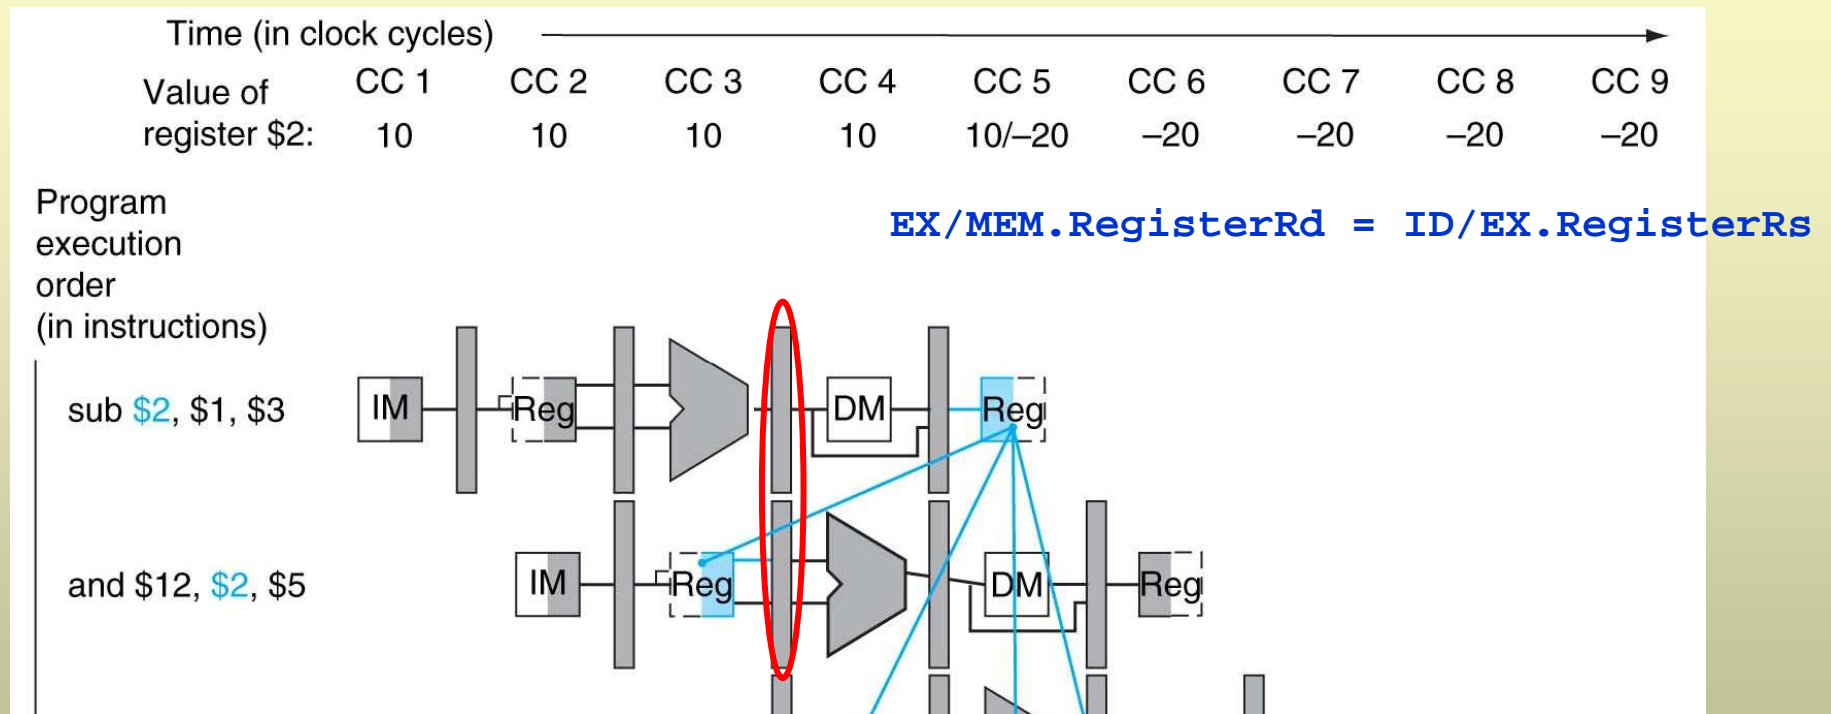 Time (in clock cycles)
CC 1 CC 2 CC 3 CC 4 CC 5 CC 6 CC 7 CC 8 CC 9
Value of
register $2: 10 10 10 10 10/–20 –20 –20 –20 –20
Program
execution
order
(in instructions)
EX/MEM.RegisterRd = ID/EX.RegisterRs
sub $2, $1, $3 IM Reg DM Reg
and $12, $2, $5 IM Reg DM Reg